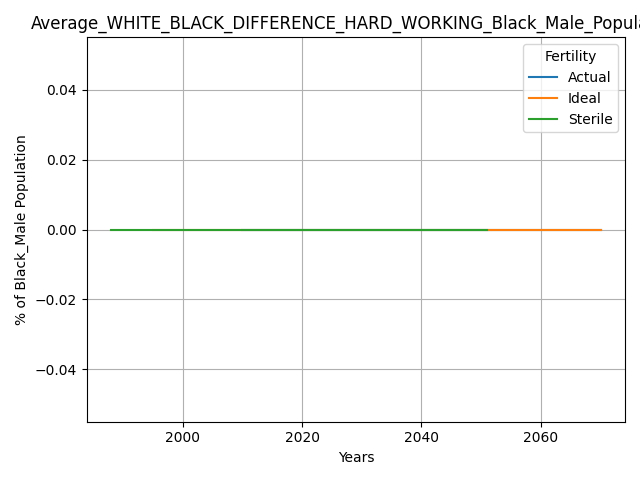 Average_WHITE_BLACK_DIFFERENCE_HARD_WORKING_Black_Male_Popula
Fertility
Actual
Ideal
Sterile
% of Black_Male Population
0.04
0.02
0.00
−0.02
−0.04
2000 2020 2040 2060
Years